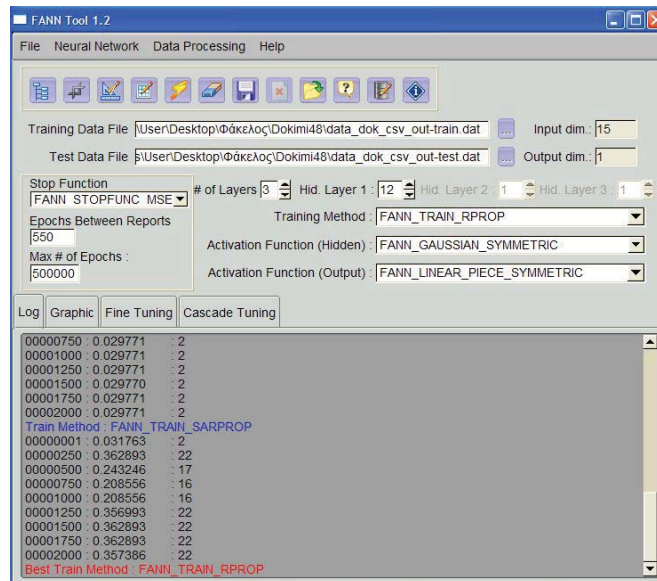 FANN Tool 1.2
File Neural Network Data Processing Help
Training Data File \User\Desktop\Φάκελος\Dokimi48\data_dok_csv_out-train.dat ... Input dim.: 15
Test Data File s\User\Desktop\Φάκελος\Dokimi48\data_dok_csv_out-test.dat ... Output dim.: 1
Stop Function
FANN_STOPFUNC_MSE
# of Layers 3 Hid. Layer 1 : 12 Hid. Layer 2 : 1 Hid. Layer 3 : 1
Epochs Between Reports
550
Training Method : FANN_TRAIN_RPROP
Max # of Epochs :
500000
Activation Function (Hidden) : FANN_GAUSSIAN_SYMMETRIC
Activation Function (Output) : FANN_LINEAR_PIECE_SYMMETRIC
Log Graphic Fine Tuning Cascade Tuning
00000750 : 0.029771 : 2
00001000 : 0.029771 : 2
00001250 : 0.029771 : 2
00001500 : 0.029770 : 2
00001750 : 0.029771 : 2
00002000 : 0.029771 : 2
Train Method : FANN_TRAIN_SARPROP
00000001 : 0.031763 : 2
00000250 : 0.362893 : 22
00000500 : 0.243246 : 17
00000750 : 0.208556 : 16
00001000 : 0.208556 : 16
00001250 : 0.356993 : 22
00001500 : 0.362893 : 22
00001750 : 0.362893 : 22
00002000 : 0.357386 : 22
Best Train Method : FANN_TRAIN_RPROP